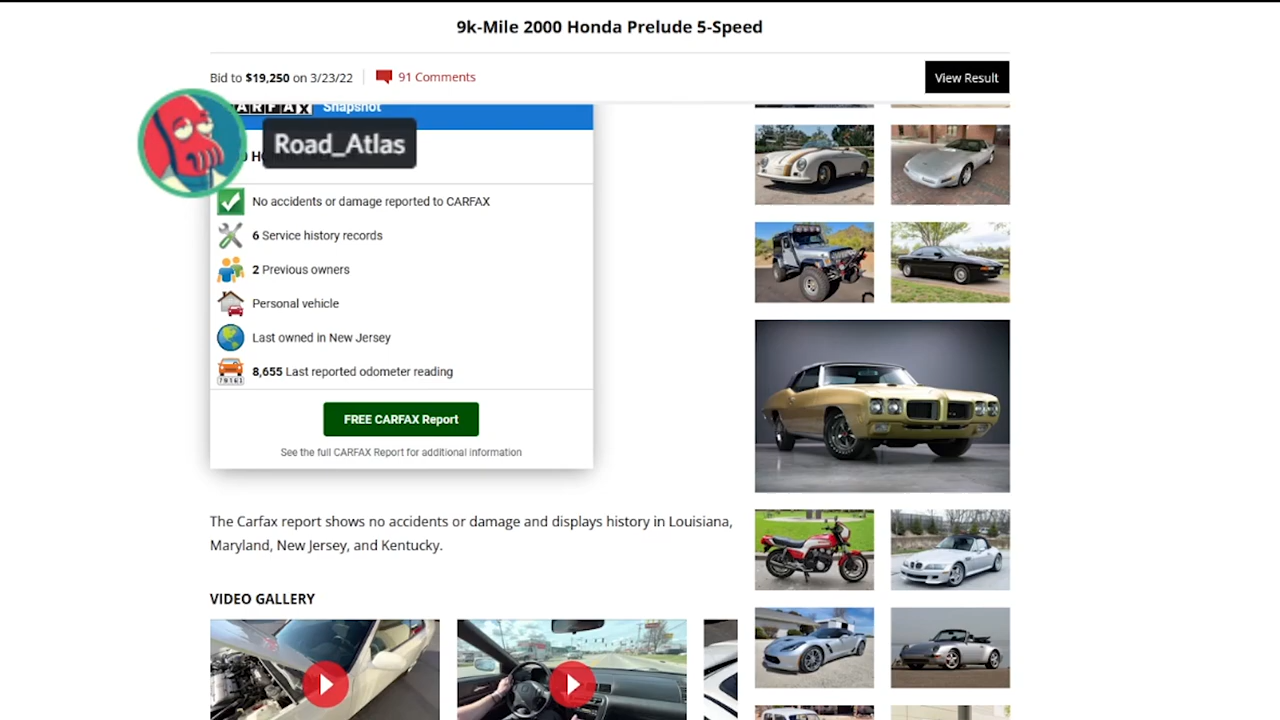 9k-Mile 2000 Honda Prelude 5-Speed
Bid to $19,250 on 3/23/22
91 Comments
View Result
Snapshot
Road_Atlas
No accidents or damage reported to CARFAX
6 Service history records
2 Previous owners
Personal vehicle
Last owned in New Jersey
8,655 Last reported odometer reading
FREE CARFAX Report
See the full CARFAX Report for additional information
The Carfax report shows no accidents or damage and displays history in Louisiana,
Maryland, New Jersey, and Kentucky.
VIDEO GALLERY